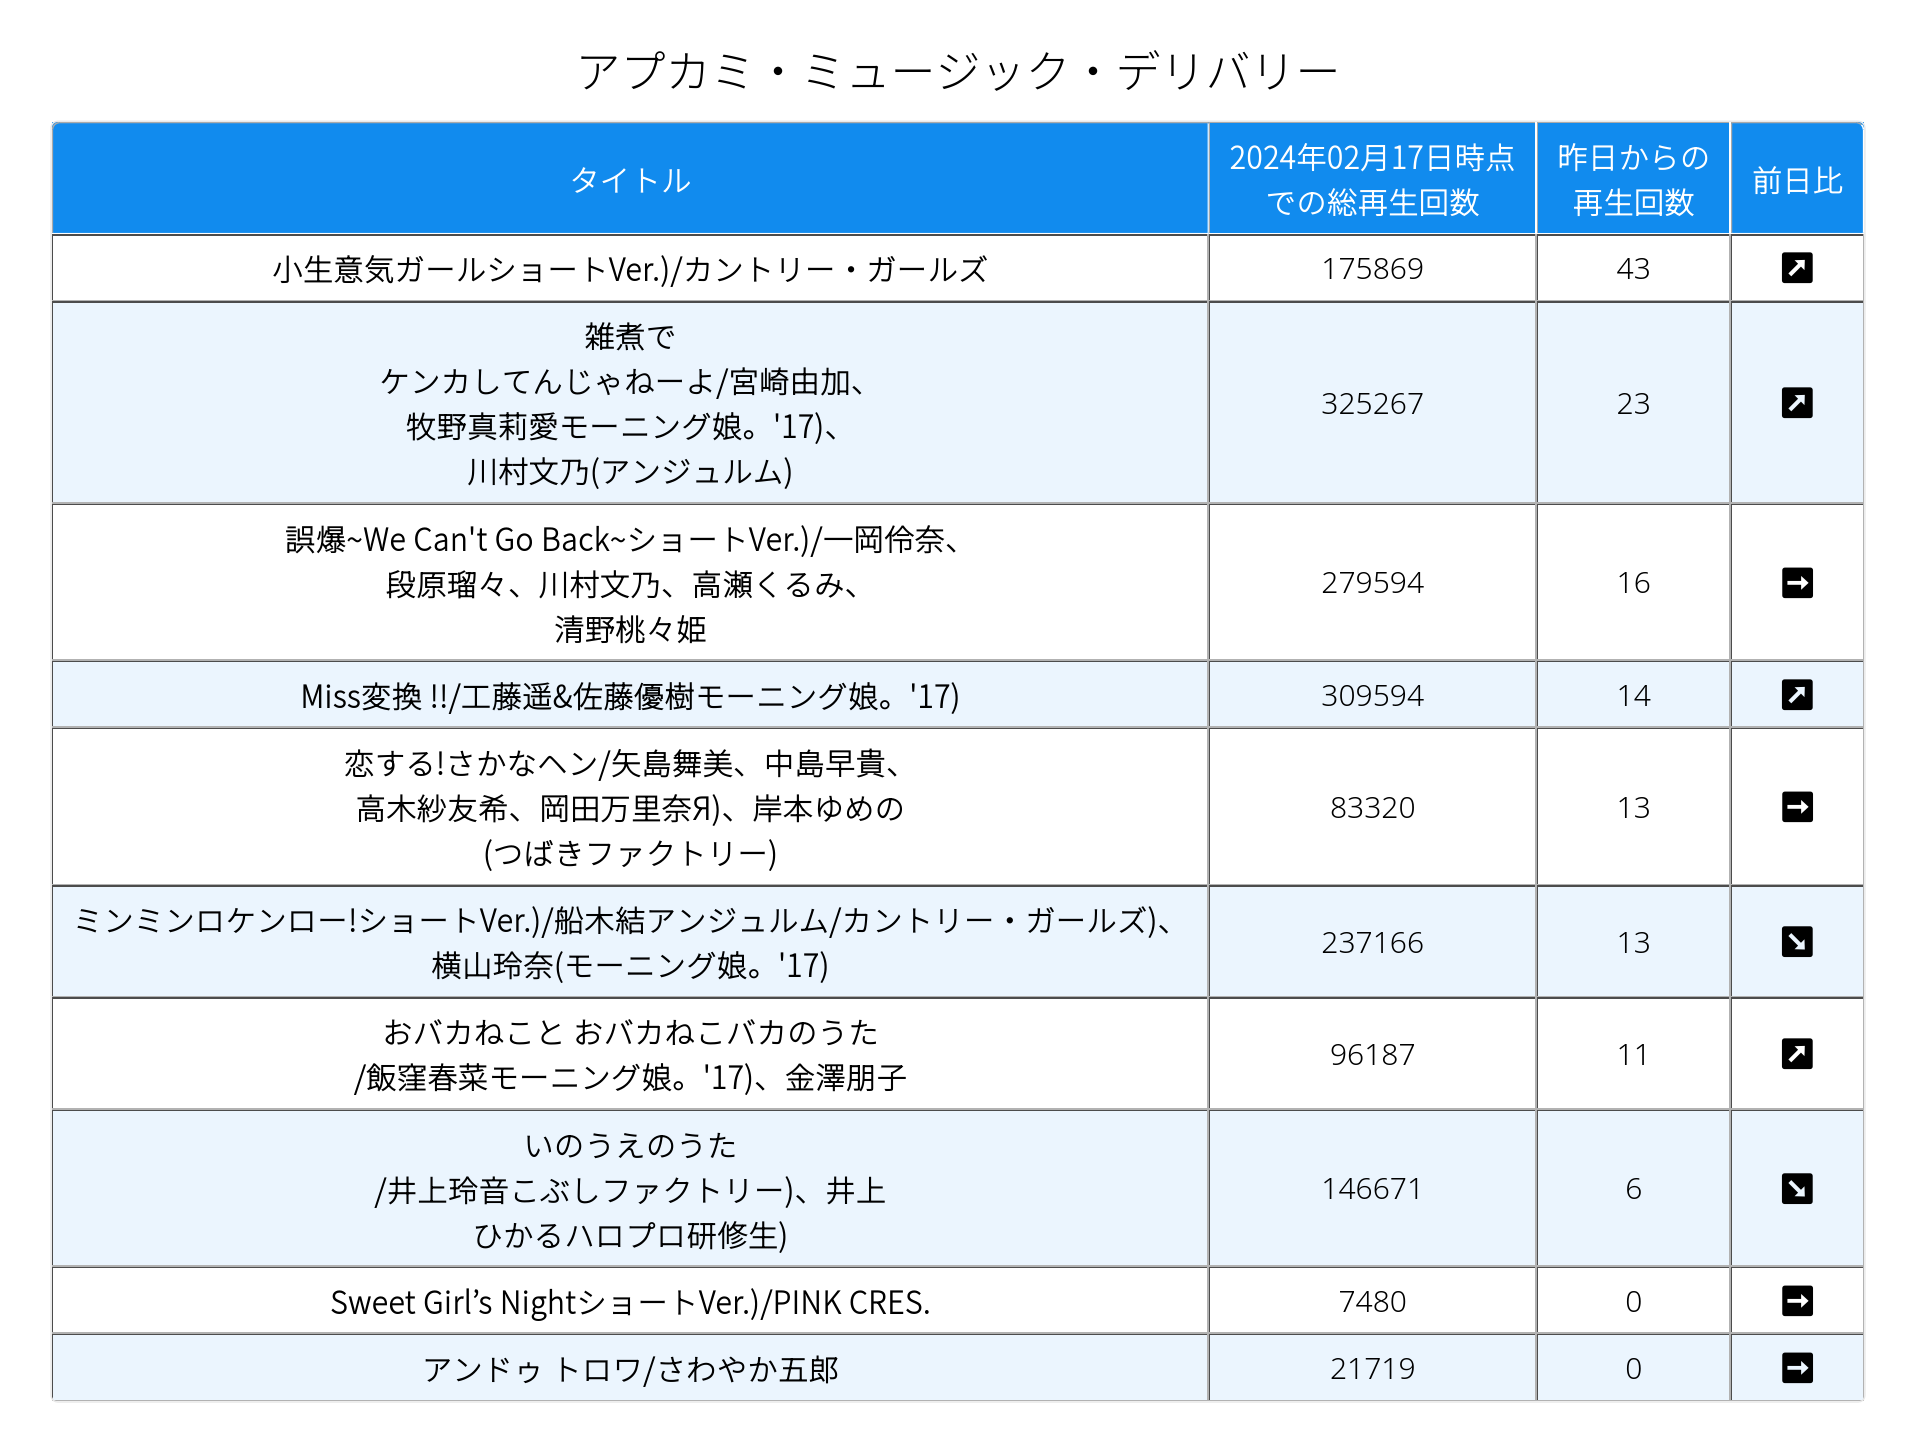 アプカミ・ミュージック・デリバリー
タイトル
2024年02月17日時点
での総再生回数
昨日からの
再生回数
前日比
小生意気ガールショートVer.)/カントリー・ガールズ
175869
43
雑煮で
ケンカしてんじゃねーよ/宮崎由加、
牧野真莉愛モーニング娘。'17)、
川村文乃(アンジュルム)
325267
23
誤爆~We Can't Go Back~ショートVer.)/一岡伶奈、
段原瑠々、川村文乃、高瀬くるみ、
清野桃々姫
279594
16
Miss変換 !!/工藤遥&佐藤優樹モーニング娘。'17)
309594
14
恋する!さかなヘン/矢島舞美、中島早貴、
高木紗友希、岡田万里奈Я)、岸本ゆめの
(つばきファクトリー)
83320
13
ミンミンロケンロー!ショートVer.)/船木結アンジュルム/カントリー・ガールズ)、
横山玲奈(モーニング娘。'17)
237166
13
おバカねこと おバカねこバカのうた
/飯窪春菜モーニング娘。'17)、金澤朋子
96187
11
いのうえのうた
/井上玲音こぶしファクトリー)、井上
ひかるハロプロ研修生)
146671
6
Sweet Girl’s NightショートVer.)/PINK CRES.
7480
0
アンドゥ トロワ/さわやか五郎
21719
0